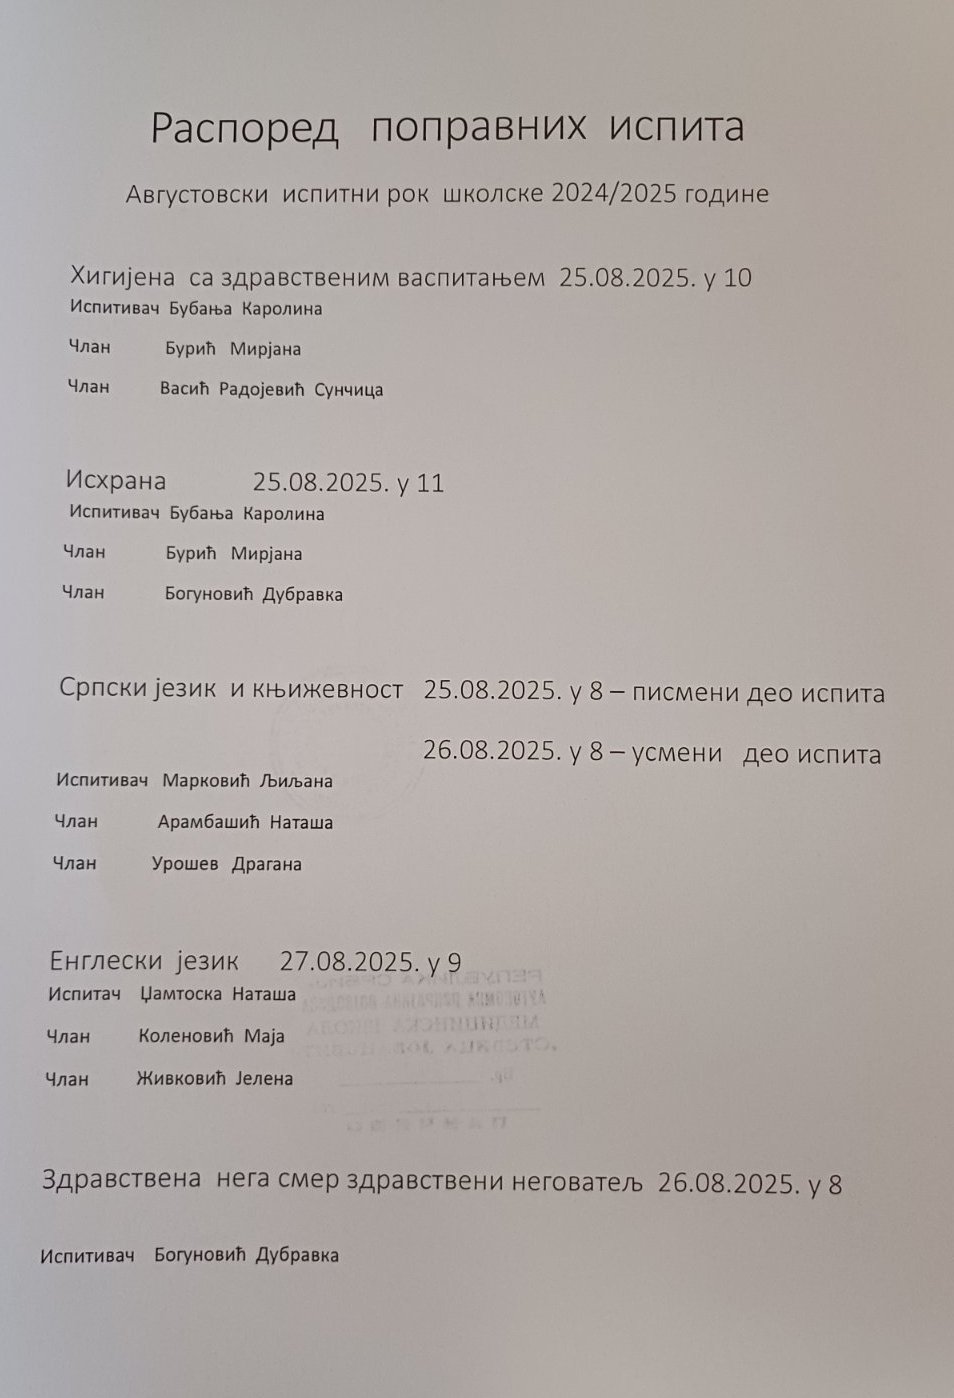 Распоред поправних испита
Августовски испитни рок школске 2024/2025 године
Хигијена са здравственим васпитањем 25.08.2025. у 10
Испитивач Бубања Каролина
Члан Бурић Мирјана
Члан Васић Радојевић Сунчица
Исхрана 25.08.2025. у 11
Испитивач Бубања Каролина
Члан Бурић Мирјана
Члан Богуновић Дубравка
Српски језик и књижевност 25.08.2025. у 8 – писмени део испита
26.08.2025. у 8 – усмени део испита
Испитивач Марковић Љиљана
Члан Арамбашић Наташа
Члан Урошев Драгана
Енглески језик 27.08.2025. у 9
Испитач Џамтоска Наташа
Члан Коленовић Маја
Члан Живковић Јелена
Здравствена нега смер здравствени неговатељ 26.08.2025. у 8
Испитивач Богуновић Дубравка